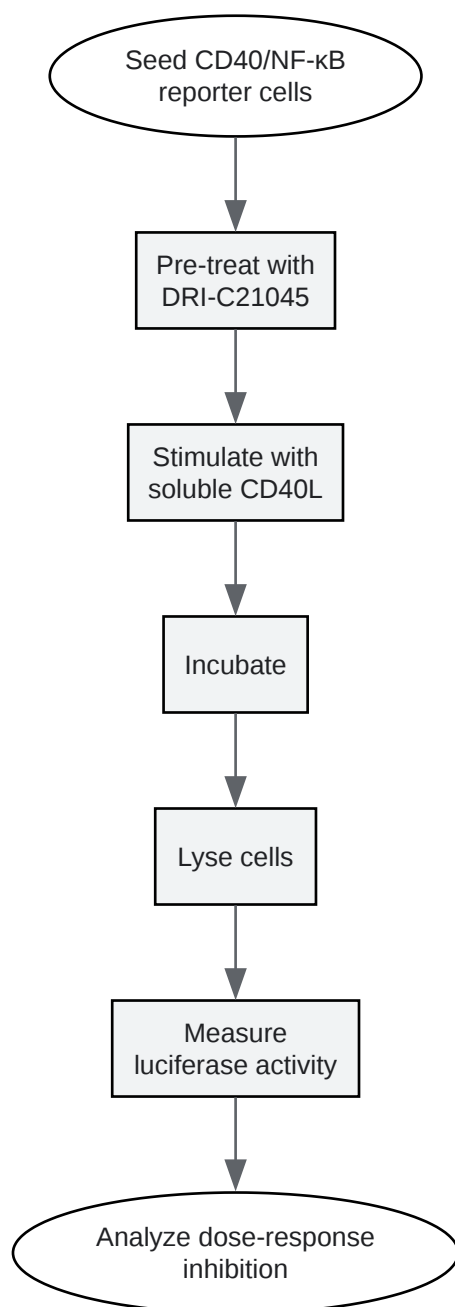 Seed CD40/NF-κB
reporter cells
Pre-treat with
DRI-C21045
Stimulate with
soluble CD40L
Incubate
Lyse cells
Measure
luciferase activity
Analyze dose-response
inhibition